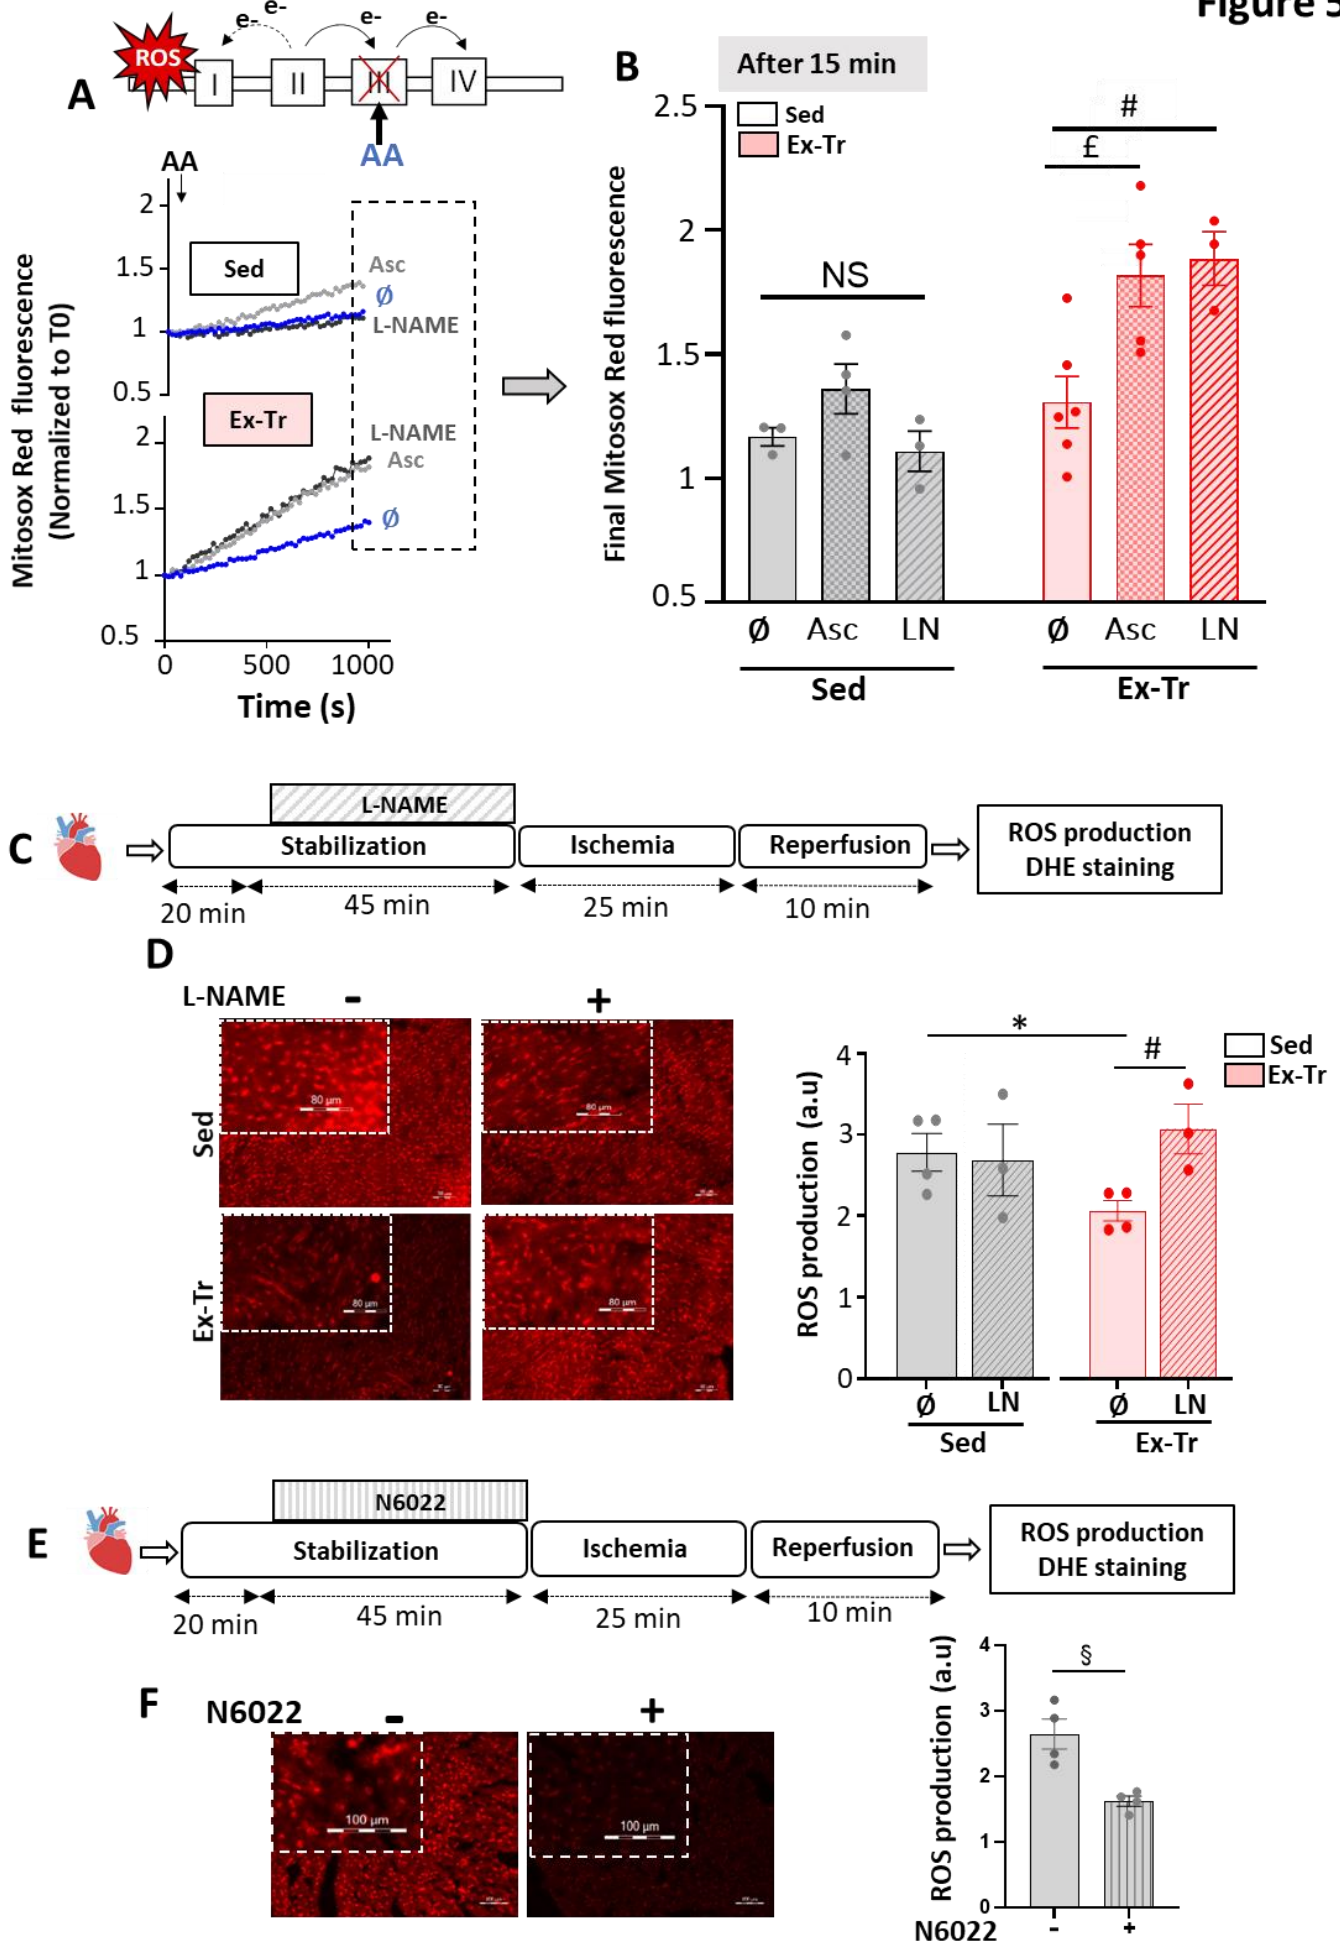 Figure 5
A
e-
e-
e-
e-
ROS
I
II
III
IV
AA
AA
Mitosox Red fluorescence
(Normalized to T0)
2
1.5
1
0.5
Sed
Asc
Ø
L-NAME
2
1.5
1
0.5
Ex-Tr
L-NAME
Asc
Ø
0 500 1000
Time (s)
B
After 15 min
Sed
Ex-Tr
Final Mitosox Red fluorescence
2.5
2
1.5
1
0.5
NS
#
£
Ø Asc LN
Sed
Ø Asc LN
Ex-Tr
C
L-NAME
Stabilization
Ischemia
Reperfusion
ROS production
DHE staining
20 min
45 min
25 min
10 min
D
L-NAME - +
Sed
Ex-Tr
80 µm
80 µm
80 µm
80 µm
ROS production (a.u)
4
3
2
1
0
*
#
Sed
Ex-Tr
Ø LN
Sed
Ø LN
Ex-Tr
E
N6022
Stabilization
Ischemia
Reperfusion
ROS production
DHE staining
20 min
45 min
25 min
10 min
F
N6022 - +
100 µm
100 µm
ROS production (a.u)
4
3
2
1
0
§
N6022 - +